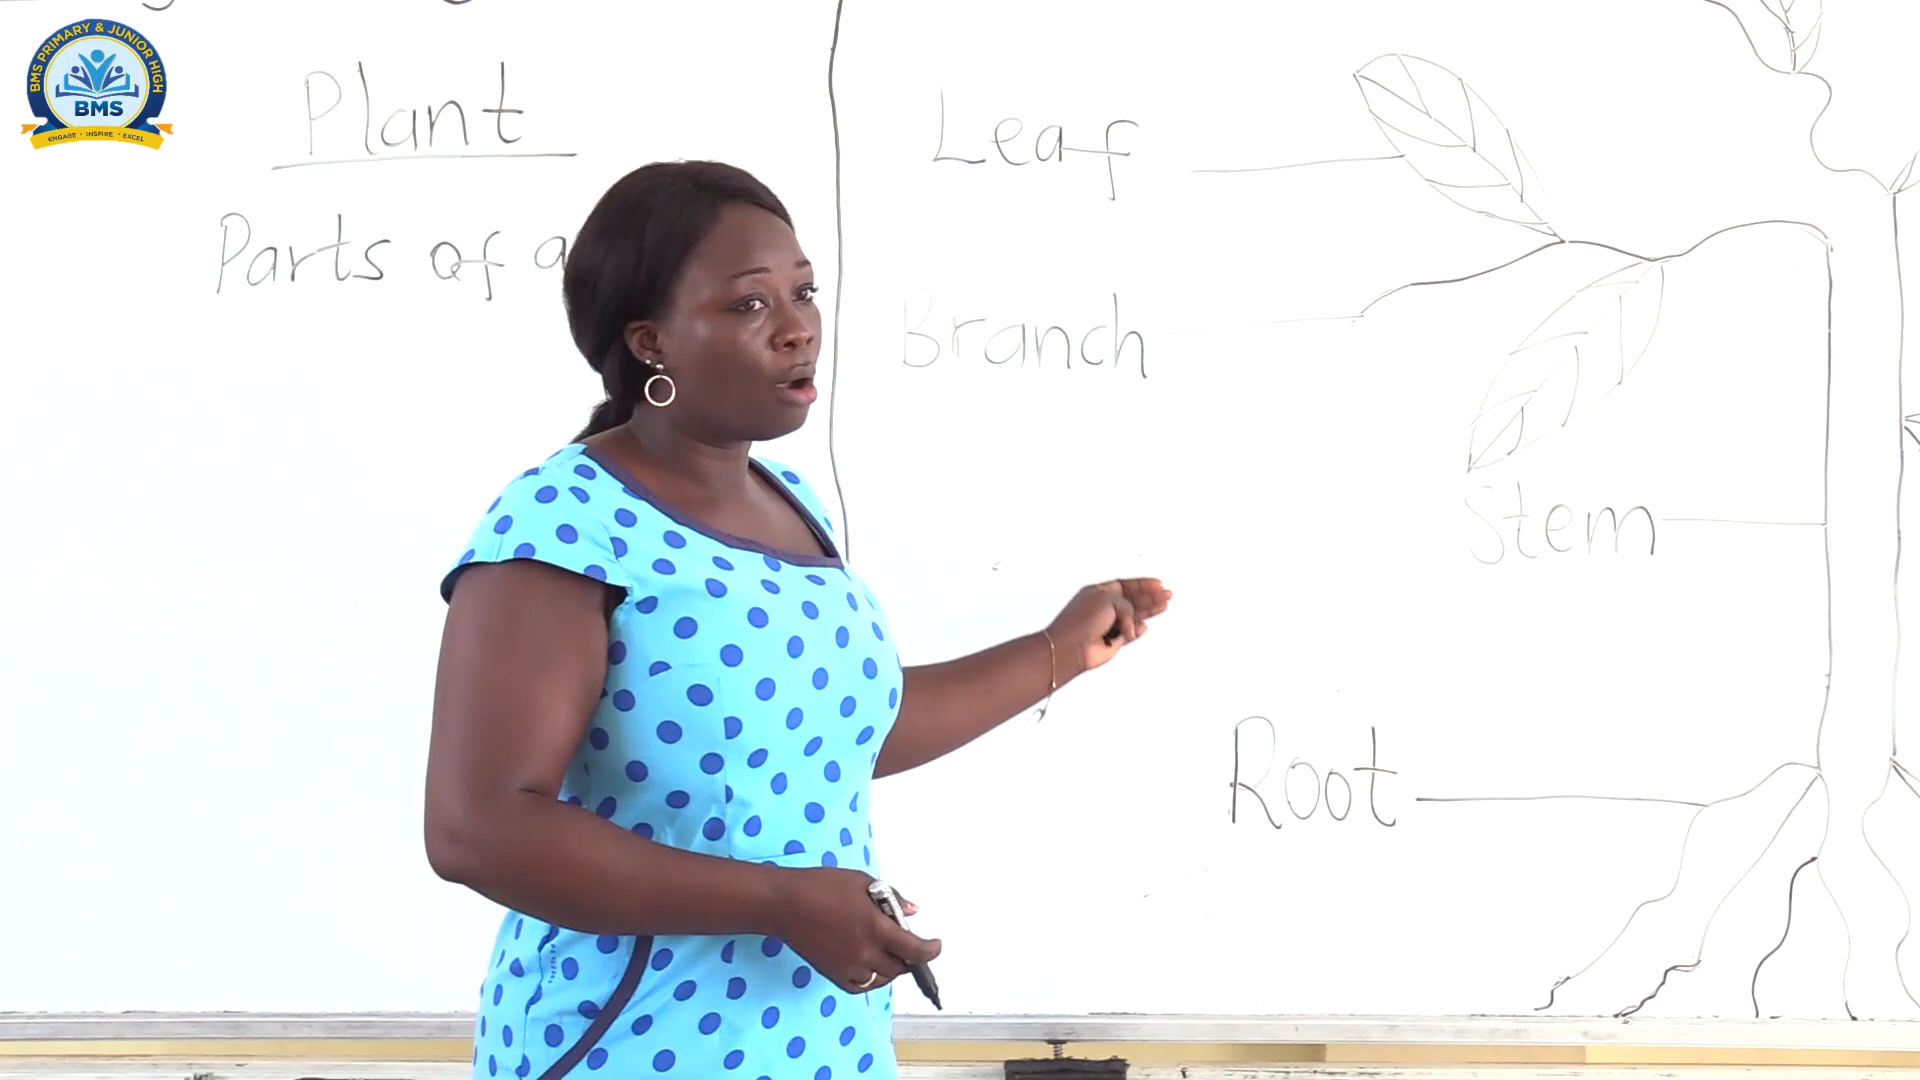 BMS PRIMARY & JUNIOR HIGH
BMS
ENGAGE • INSPIRE • EXCEL
Plant
Parts of a
Leaf
Branch
Stem
Root